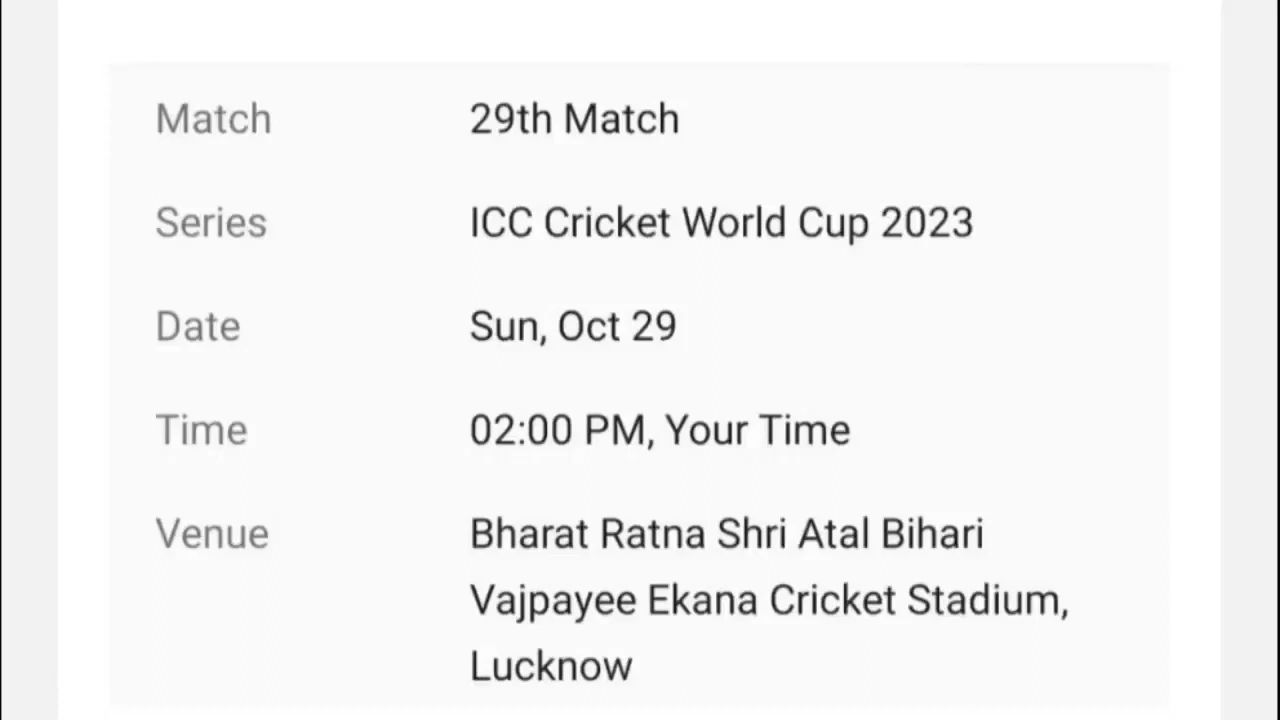 Match 29th Match
Series ICC Cricket World Cup 2023
Date Sun, Oct 29
Time 02:00 PM, Your Time
Venue Bharat Ratna Shri Atal Bihari
Vajpayee Ekana Cricket Stadium,
Lucknow